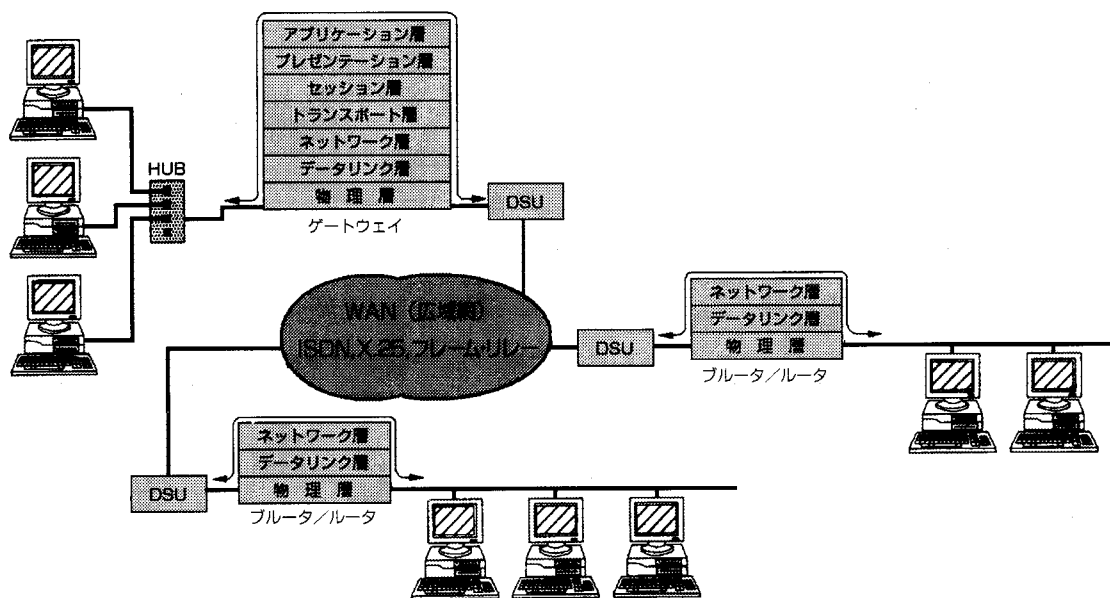 アプリケーション層
プレゼンテーション層
セッション層
トランスポート層
ネットワーク層
データリンク層
物 理 層
ゲートウェイ
HUB
DSU
WAN (広域網)
ISDN, X.25, フレーム・リレー
DSU
ネットワーク層
データリンク層
物 理 層
ブルータ/ルータ
DSU
ネットワーク層
データリンク層
物 理 層
ブルータ/ルータ